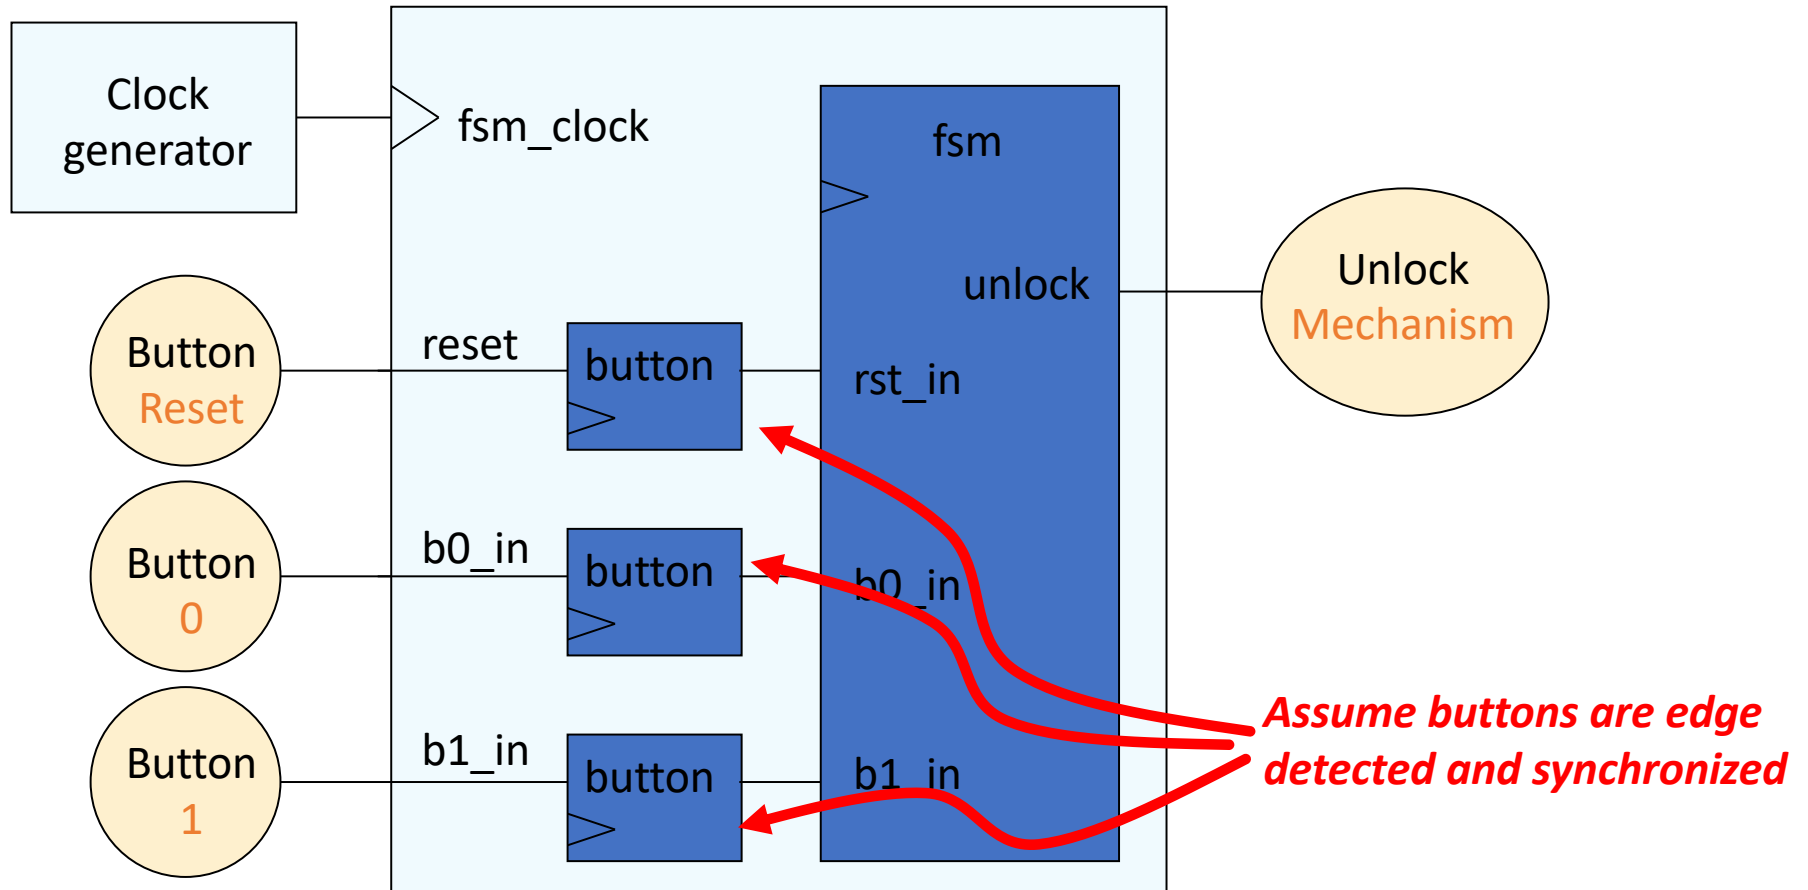 Clock
generator
fsm_clock
fsm
unlock
Unlock
Mechanism
Button
Reset
reset
button
rst_in
Button
0
b0_in
button
b0_in
Button
1
b1_in
button
b1_in
Assume buttons are edge
detected and synchronized